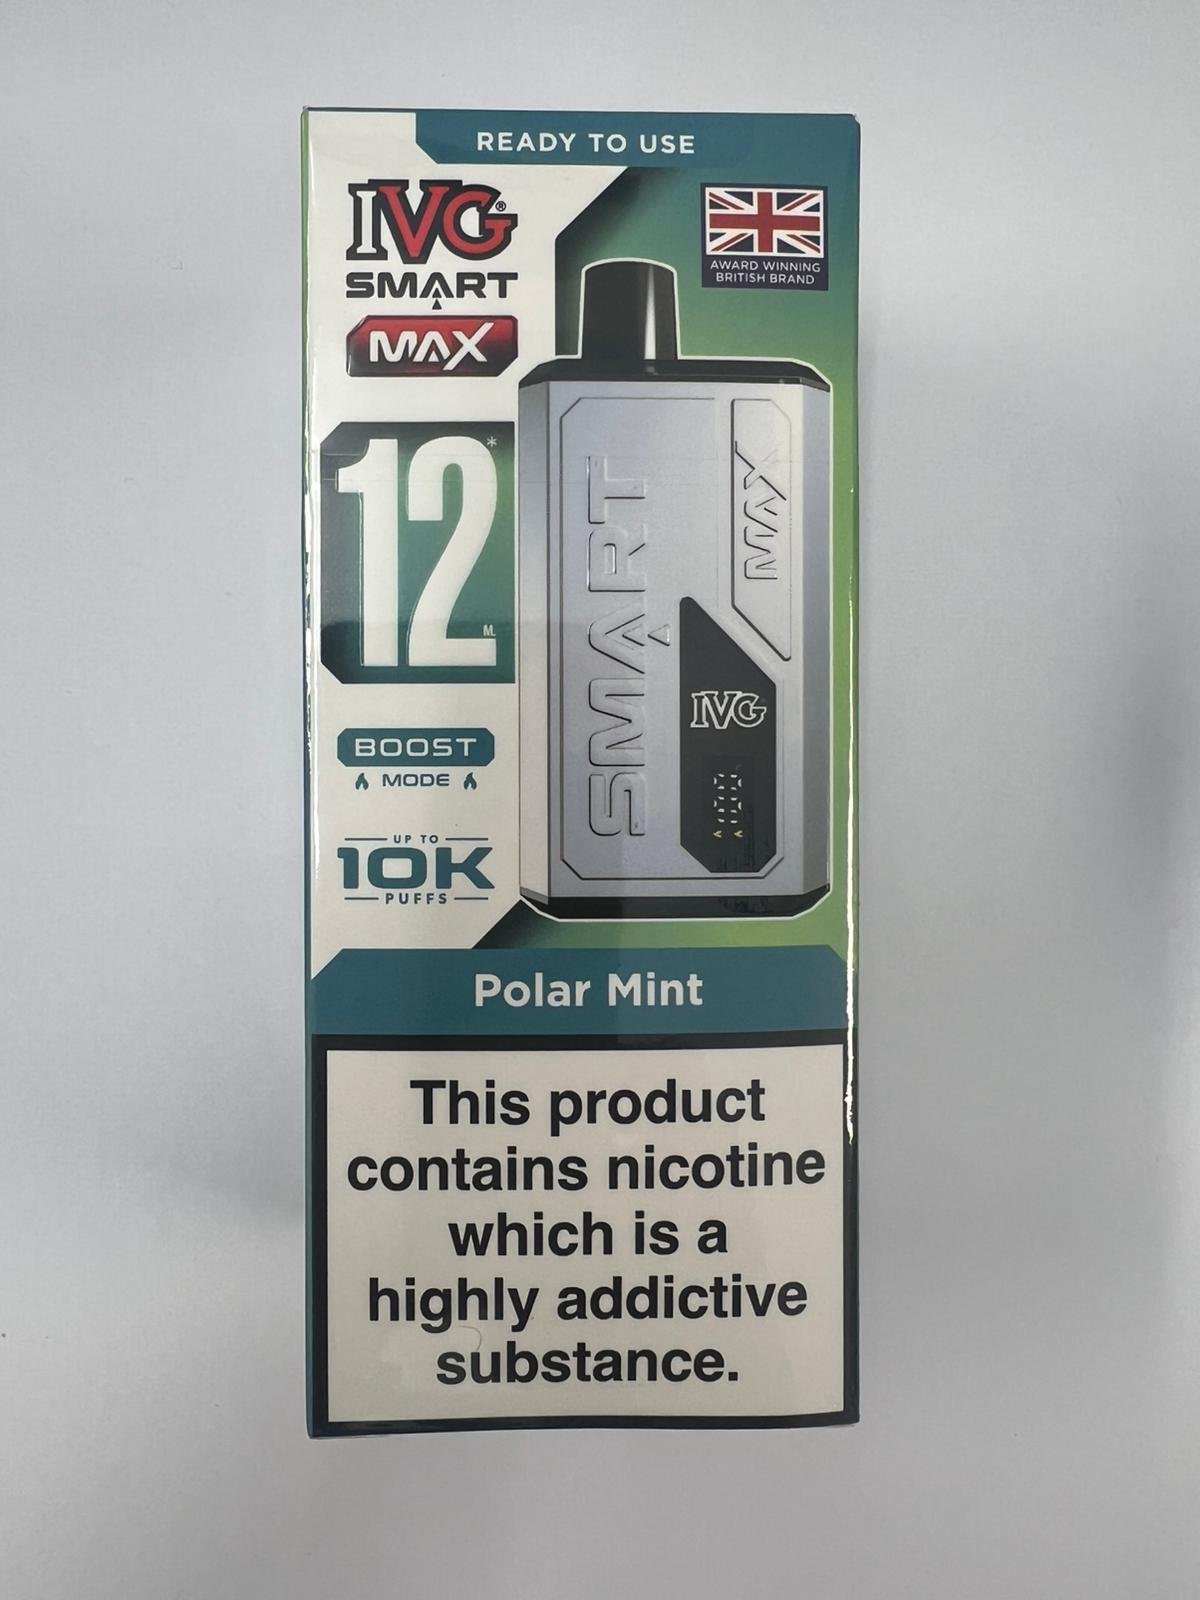 READY TO USE
IVG®
SMART
MAX
AWARD WINNING
BRITISH BRAND
12*
ML
BOOST
MODE
UP TO
10K
PUFFS
SMART
MAX
IVG
100
Polar Mint
This product
contains nicotine
which is a
highly addictive
substance.